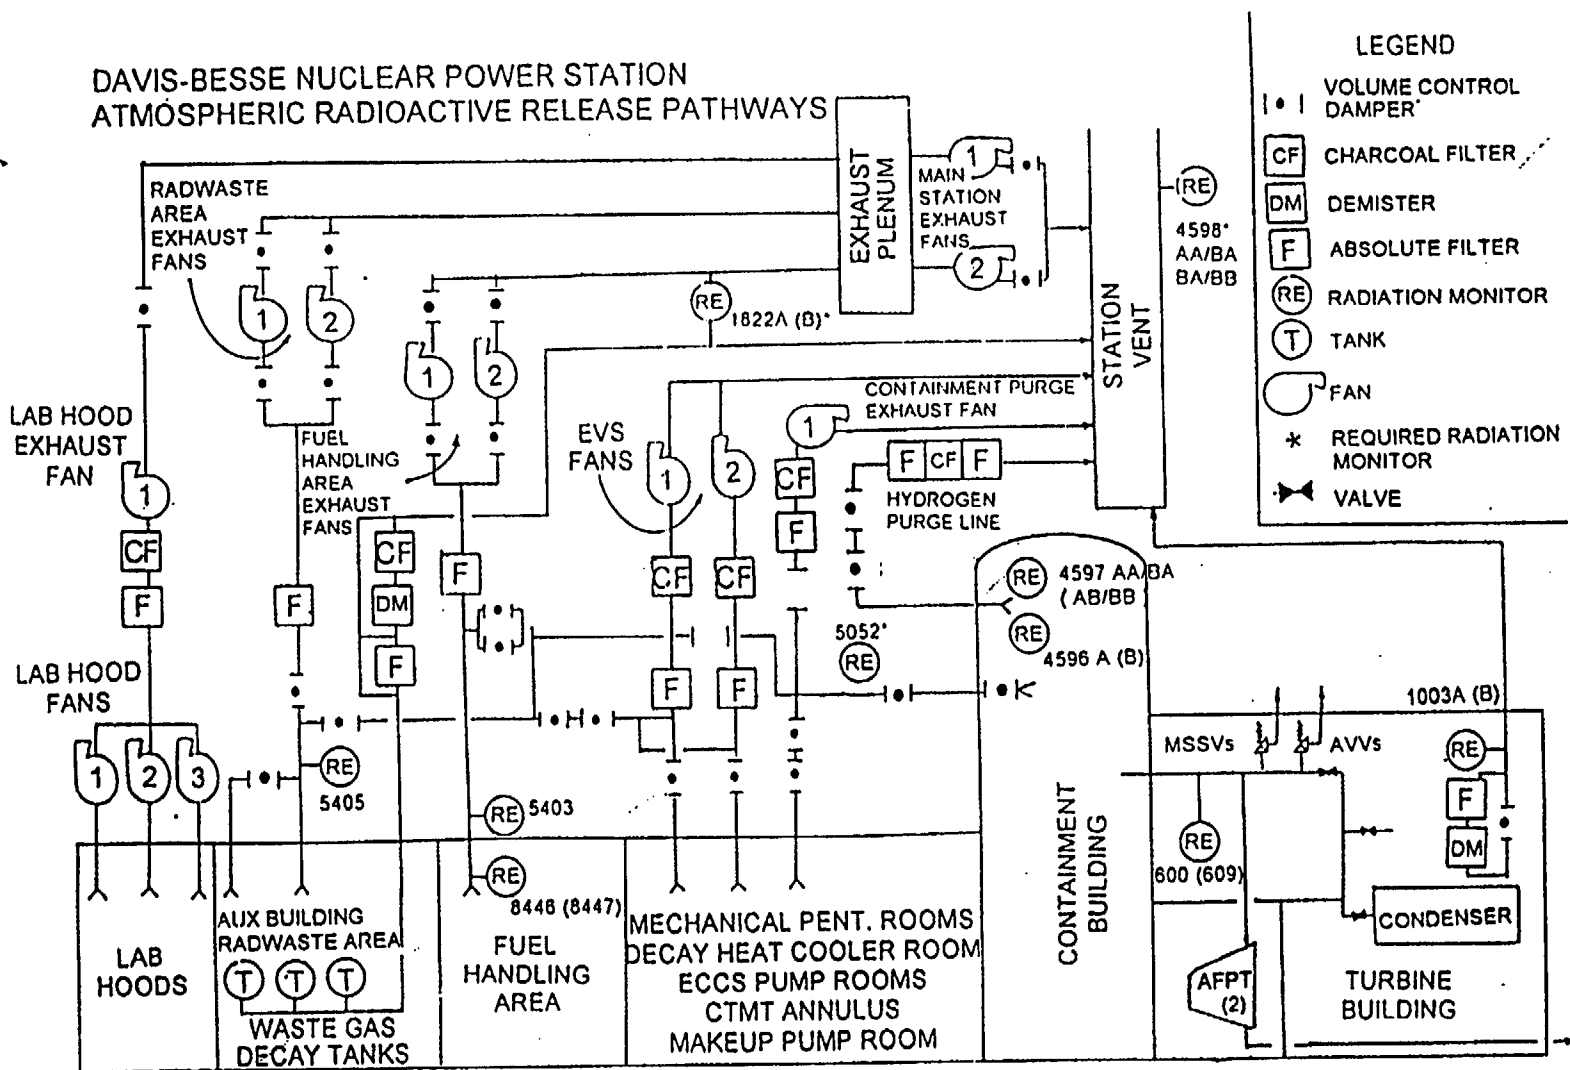 DAVIS-BESSE NUCLEAR POWER STATION
ATMOSPHERIC RADIOACTIVE RELEASE PATHWAYS
LEGEND
VOLUME CONTROL
DAMPER
CF
CHARCOAL FILTER
DM
DEMISTER
F
ABSOLUTE FILTER
RE
RADIATION MONITOR
T
TANK
FAN
*
REQUIRED RADIATION
MONITOR
VALVE
EXHAUST
PLENUM
1
MAIN
STATION
EXHAUST
FANS
2
STATION
VENT
RE
4598*
AA/BA
BA/BB
RADWASTE
AREA
EXHAUST
FANS
1
2
1
2
RE
1822A (B)*
LAB HOOD
EXHAUST
FAN
1
CF
F
FUEL
HANDLING
AREA
EXHAUST
FANS
F
CF
DM
F
F
EVS
FANS
1
2
CF
CF
F
F
CONTAINMENT PURGE
EXHAUST FAN
1
CF
F
F CF F
HYDROGEN
PURGE LINE
RE
4597 AA/BA
( AB/BB
RE
4596 A (B)
5052*
RE
LAB HOOD
FANS
1
2
3
RE
5405
RE 5403
RE
8446 (8447)
LAB
HOODS
AUX BUILDING
RADWASTE AREA
T T T
WASTE GAS
DECAY TANKS
FUEL
HANDLING
AREA
MECHANICAL PENT. ROOMS
DECAY HEAT COOLER ROOM
ECCS PUMP ROOMS
CTMT ANNULUS
MAKEUP PUMP ROOM
CONTAINMENT
BUILDING
MSSVs
AVVs
1003A (B)
RE
F
DM
RE
600 (609)
CONDENSER
AFPT
(2)
TURBINE
BUILDING